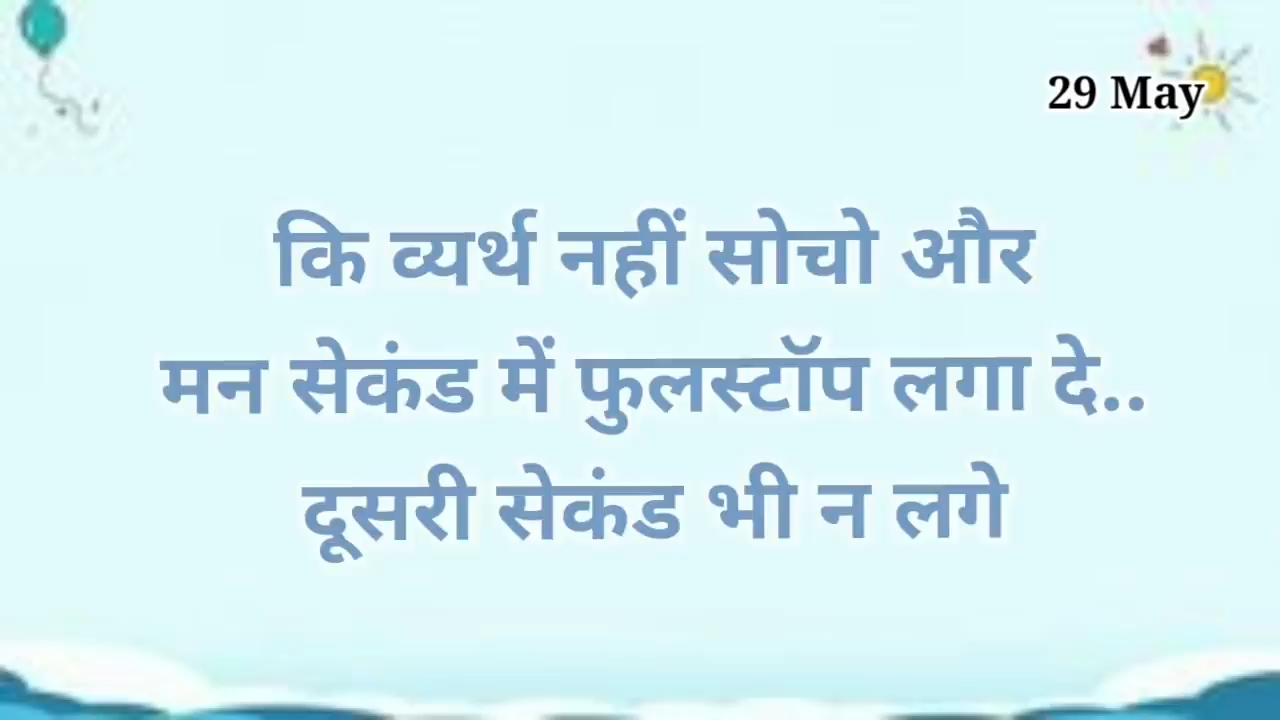 29 May
कि व्यर्थ नहीं सोचो और
मन सेकंड में फुलस्टॉप लगा दे..
दूसरी सेकंड भी न लगे